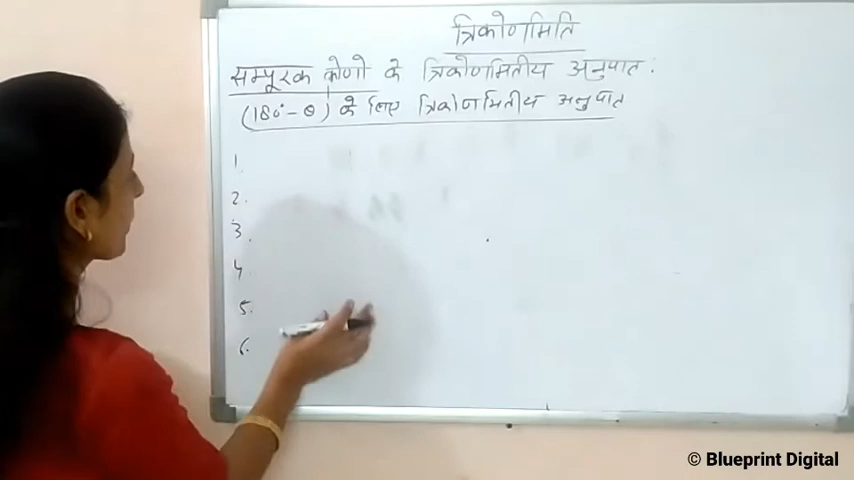 त्रिकोणमिति
सम्पूरक कोणो के त्रिकोणमितीय अनुपात :
(180° - θ) के लिए त्रिकोणमितीय अनुपात
1.
2.
3.
4
5.
6.
© Blueprint Digital